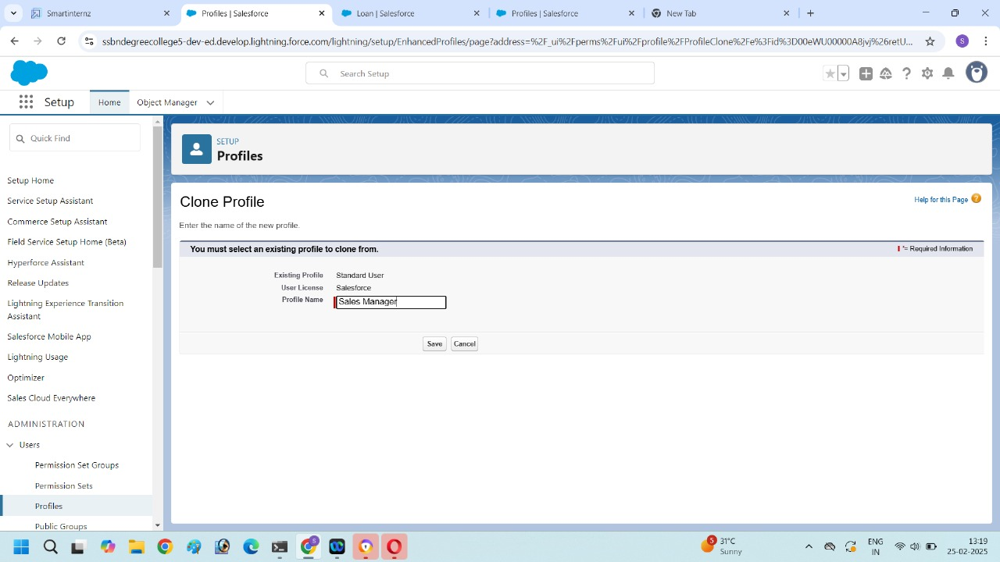 Smartinternz
Profiles | Salesforce
Loan | Salesforce
Profiles | Salesforce
New Tab
ssbndegreecollege5-dev-ed.develop.lightning.force.com/lightning/setup/EnhancedProfiles/page?address=%2F_ui%2Fperms%2Fui%2Fprofile%2FProfileClone%2Fe%3Fid%3D00eWU00000A8jvj%26retU...
S
Search Setup
Setup
Home
Object Manager
Quick Find
Setup Home
Service Setup Assistant
Commerce Setup Assistant
Field Service Setup Home (Beta)
Hyperforce Assistant
Release Updates
Lightning Experience Transition
Assistant
Salesforce Mobile App
Lightning Usage
Optimizer
Sales Cloud Everywhere
ADMINISTRATION
Users
Permission Set Groups
Permission Sets
Profiles
Public Groups
SETUP
Profiles
Clone Profile
Help for this Page ?
Enter the name of the new profile.
You must select an existing profile to clone from.
= Required Information
Existing Profile Standard User
User License Salesforce
Profile Name Sales Manager
Save Cancel
S
5
31°C
Sunny
ENG
IN
13:19
25-02-2025